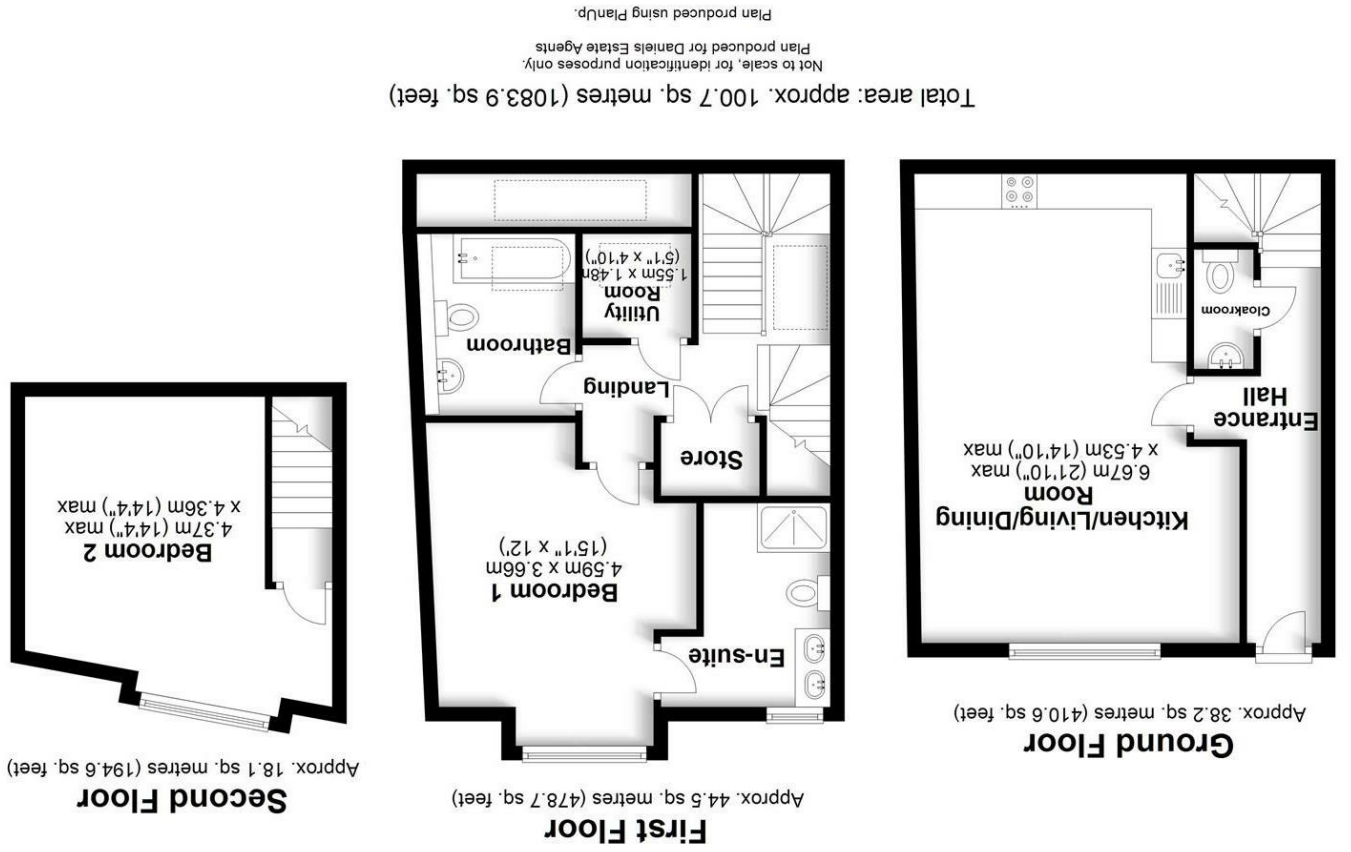 Ground Floor
Approx. 38.2 sq. metres (410.6 sq. feet)
Kitchen/Living/Dining
Room
6.67m (21'10") max
x 4.53m (14'10") max
Entrance
Hall
Cloakroom
First Floor
Approx. 44.5 sq. metres (478.7 sq. feet)
En-suite
Bedroom 1
4.59m x 3.66m
(15'1" x 12')
Store
Landing
Bathroom
Utility
Room
1.55m x 1.48m
(5'1" x 4'10")
Second Floor
Approx. 18.1 sq. metres (194.6 sq. feet)
Bedroom 2
4.37m (14'4") max
x 4.36m (14'4") max
Total area: approx. 100.7 sq. metres (1083.9 sq. feet)
Not to scale, for identification purposes only.
Plan produced for Daniels Estate Agents
Plan produced using PlanUp.